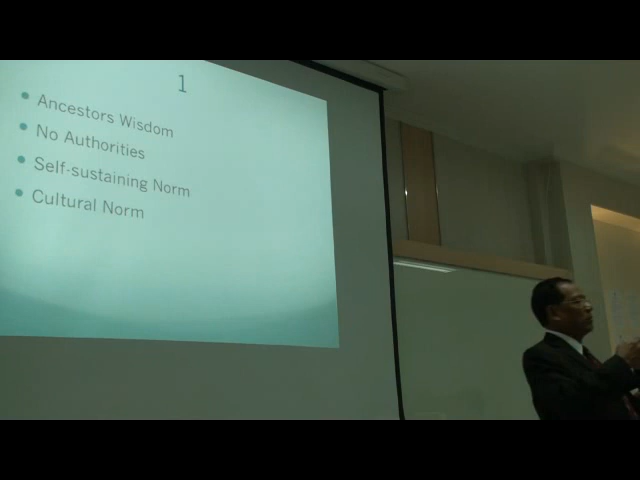 1
• Ancestors Wisdom
• No Authorities
• Self-sustaining Norm
• Cultural Norm